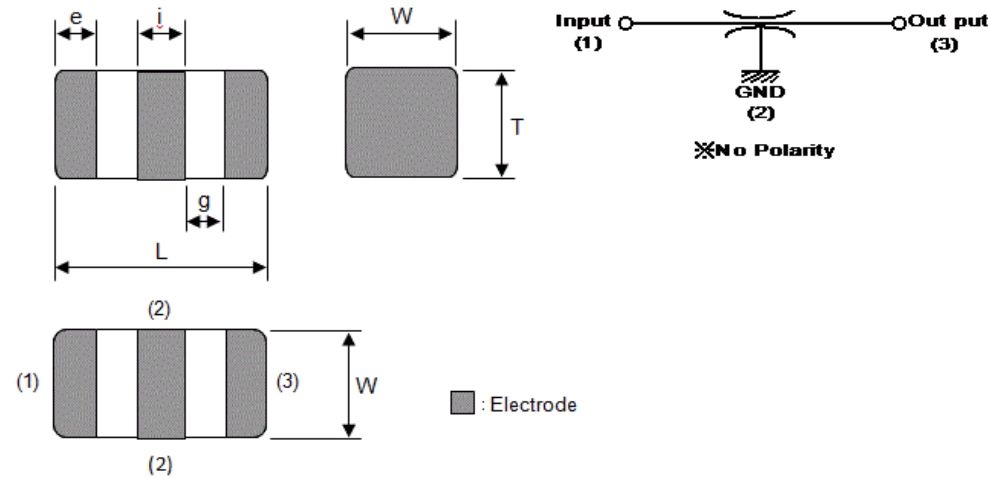 e
i
W
Input
(1)
Out put
(3)
GND
(2)
※No Polarity
T
g
L
(2)
(1)
(3)
W
: Electrode
(2)